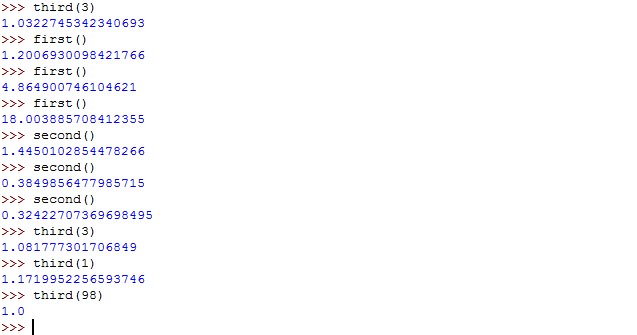 >>> third(3)
1.0322745342340693
>>> first()
1.2006930098421766
>>> first()
4.864900746104621
>>> first()
18.003885708412355
>>> second()
1.4450102854478266
>>> second()
0.3849856477985715
>>> second()
0.32422707369698495
>>> third(3)
1.081777301706849
>>> third(1)
1.1719952256593746
>>> third(98)
1.0
>>>